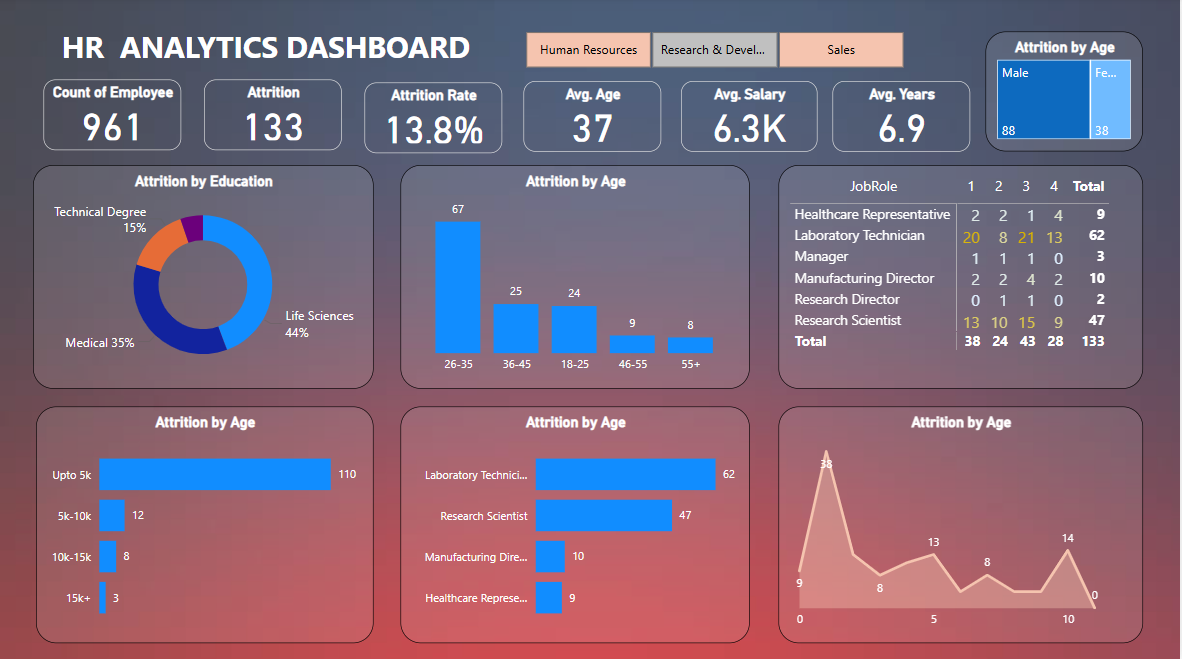 HR  ANALYTICS DASHBOARD
Human Resources
Research & Devel...
Sales
Attrition by Age
Male
Fe...
88
38
Count of Employee
961
Attrition
133
Attrition Rate
13.8%
Avg. Age
37
Avg. Salary
6.3K
Avg. Years
6.9
Attrition by Education
Technical Degree
15%
Life Sciences
44%
Medical 35%
Attrition by Age
67
25
24
9
8
26-35
36-45
18-25
46-55
55+
JobRole 1 2 3 4 Total
Healthcare Representative 2 2 1 4 9
Laboratory Technician 20 8 21 13 62
Manager 1 1 1 0 3
Manufacturing Director 2 2 4 2 10
Research Director 0 1 1 0 2
Research Scientist 13 10 15 9 47
Total 38 24 43 28 133
Attrition by Age
Upto 5k 110
5k-10k 12
10k-15k 8
15k+ 3
Attrition by Age
Laboratory Technici... 62
Research Scientist 47
Manufacturing Dire... 10
Healthcare Represe... 9
Attrition by Age
38
13
14
8
9
8
0
0
5
10